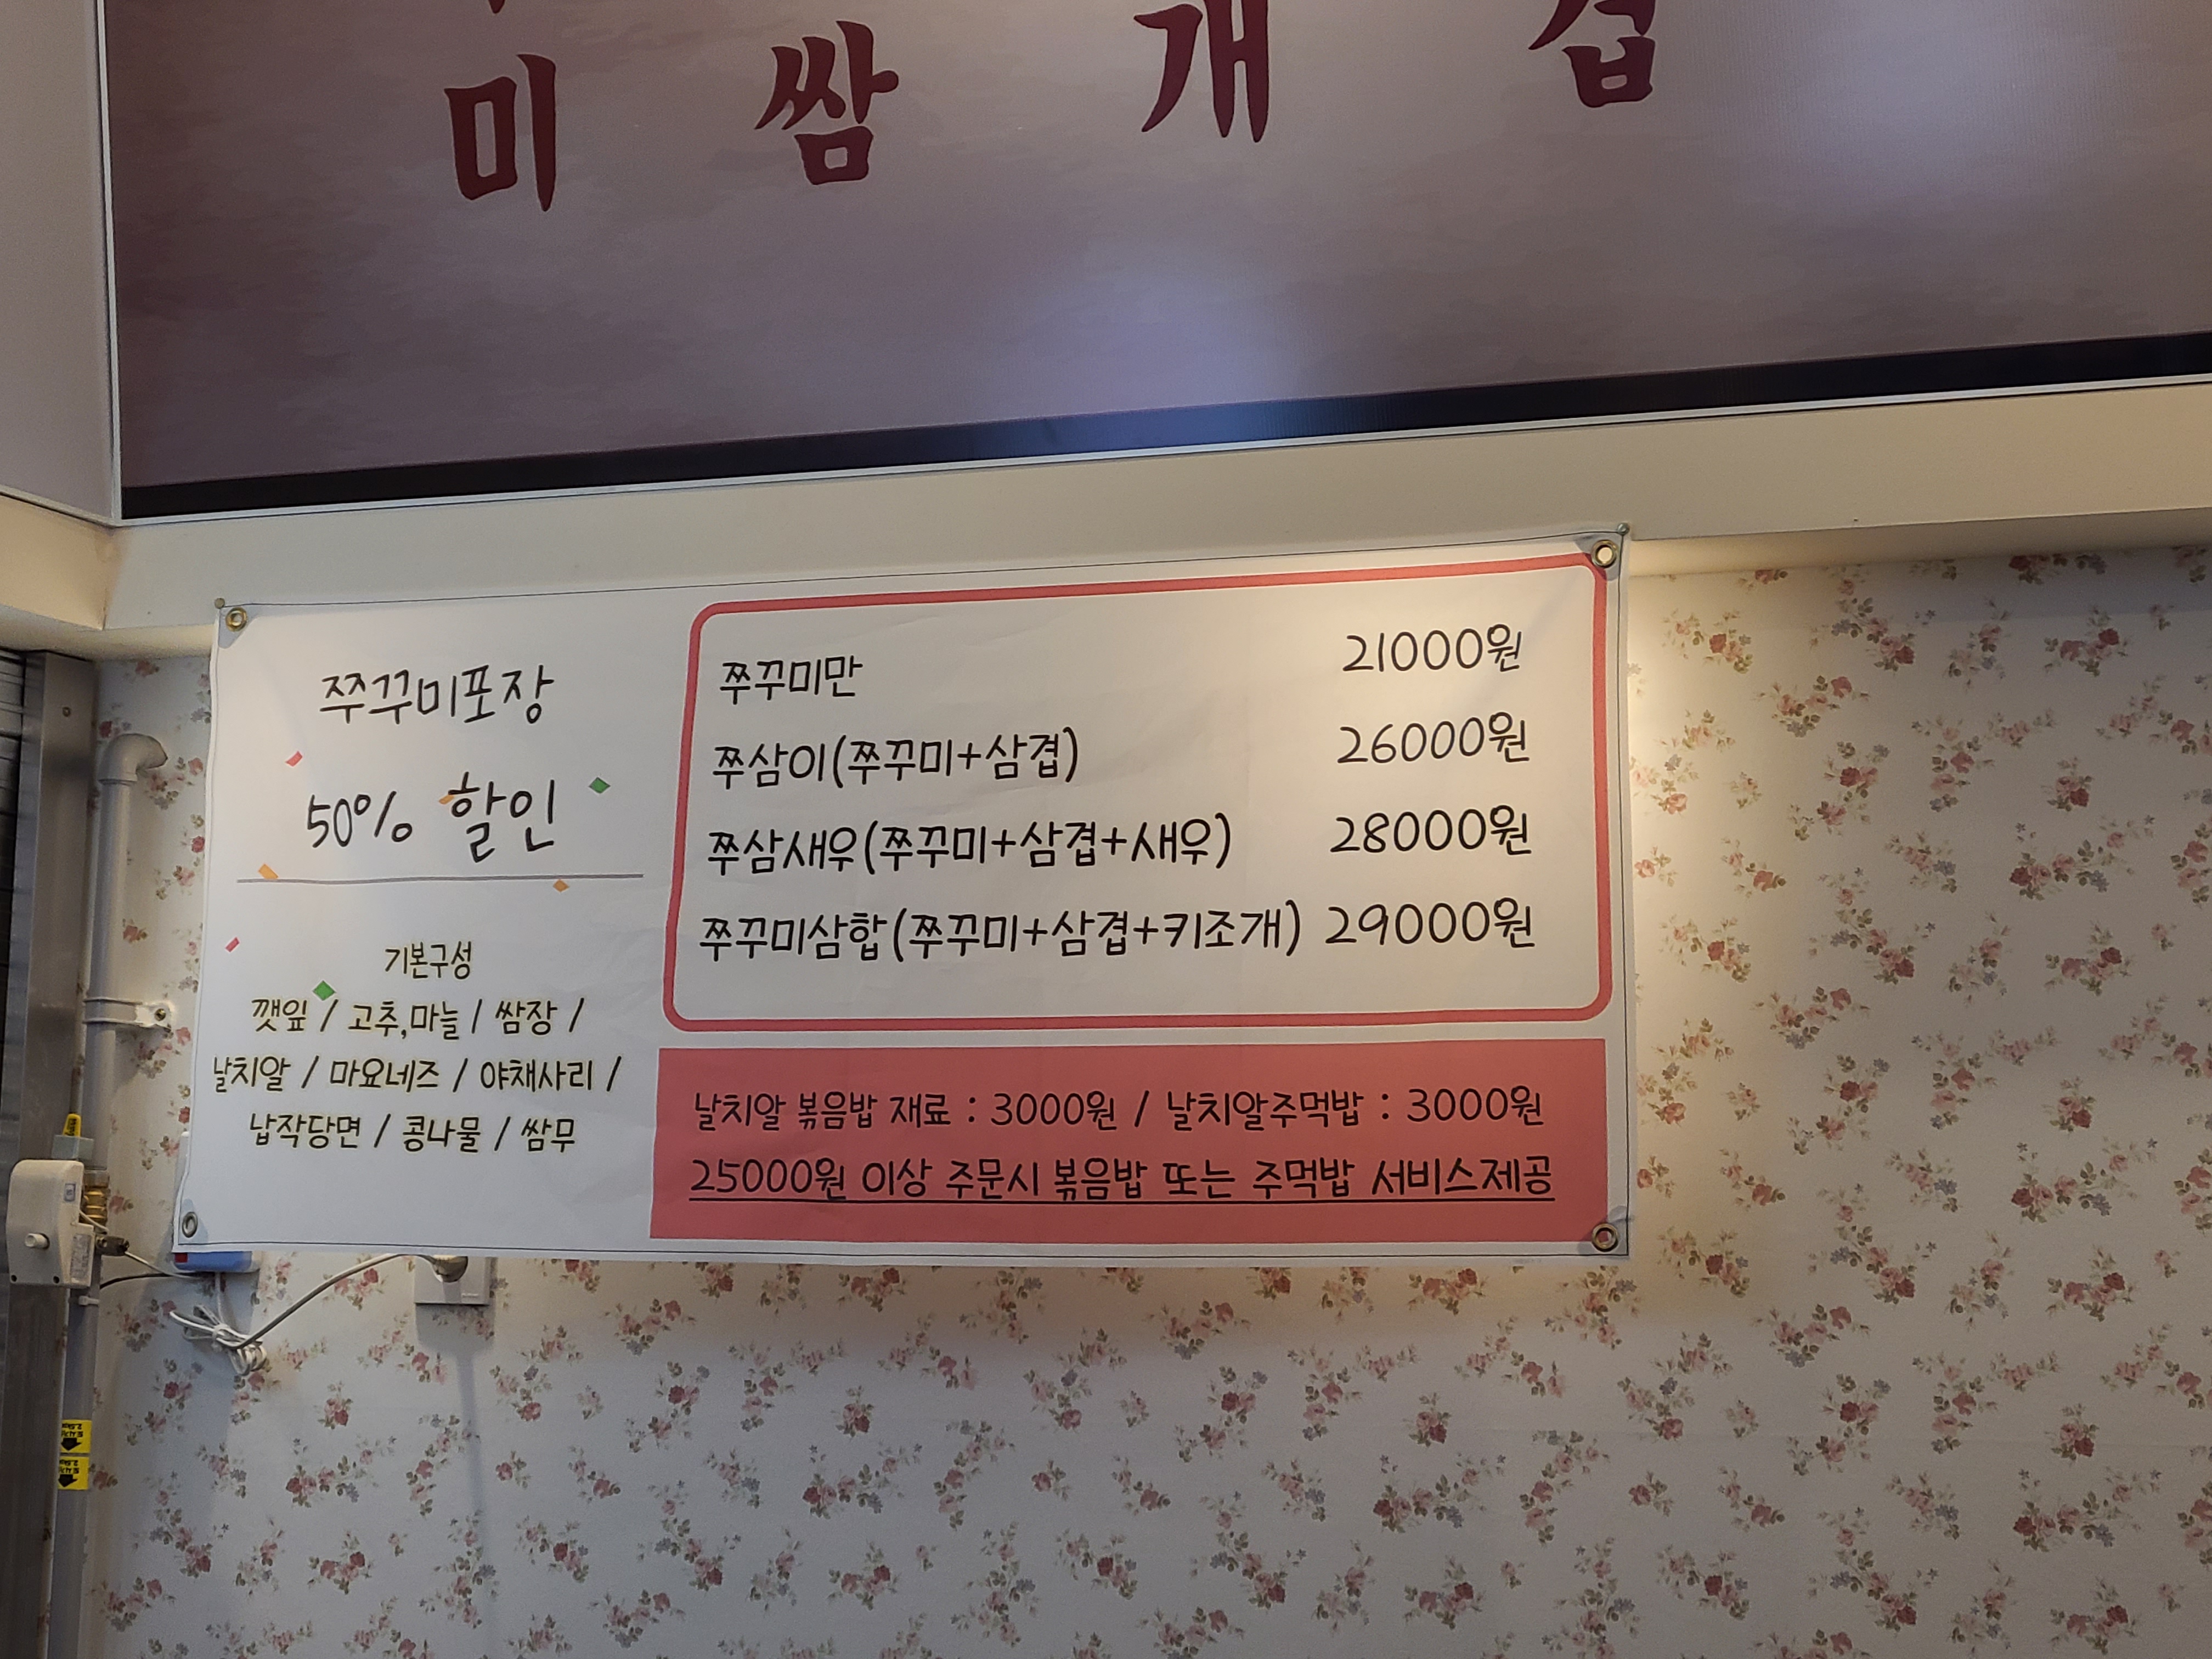 미 쌈 개 겹
쭈꾸미포장
50% 할인
기본구성
깻잎 / 고추,마늘 / 쌈장 /
날치알 / 마요네즈 / 야채사리 /
납작당면 / 콩나물 / 쌈무
쭈꾸미만 21000원
쭈삼이(쭈꾸미+삼겹) 26000원
쭈삼새우(쭈꾸미+삼겹+새우) 28000원
쭈꾸미삼합(쭈꾸미+삼겹+키조개) 29000원
날치알 볶음밥 재료 : 3000원 / 날치알주먹밥 : 3000원
25000원 이상 주문시 볶음밥 또는 주먹밥 서비스제공